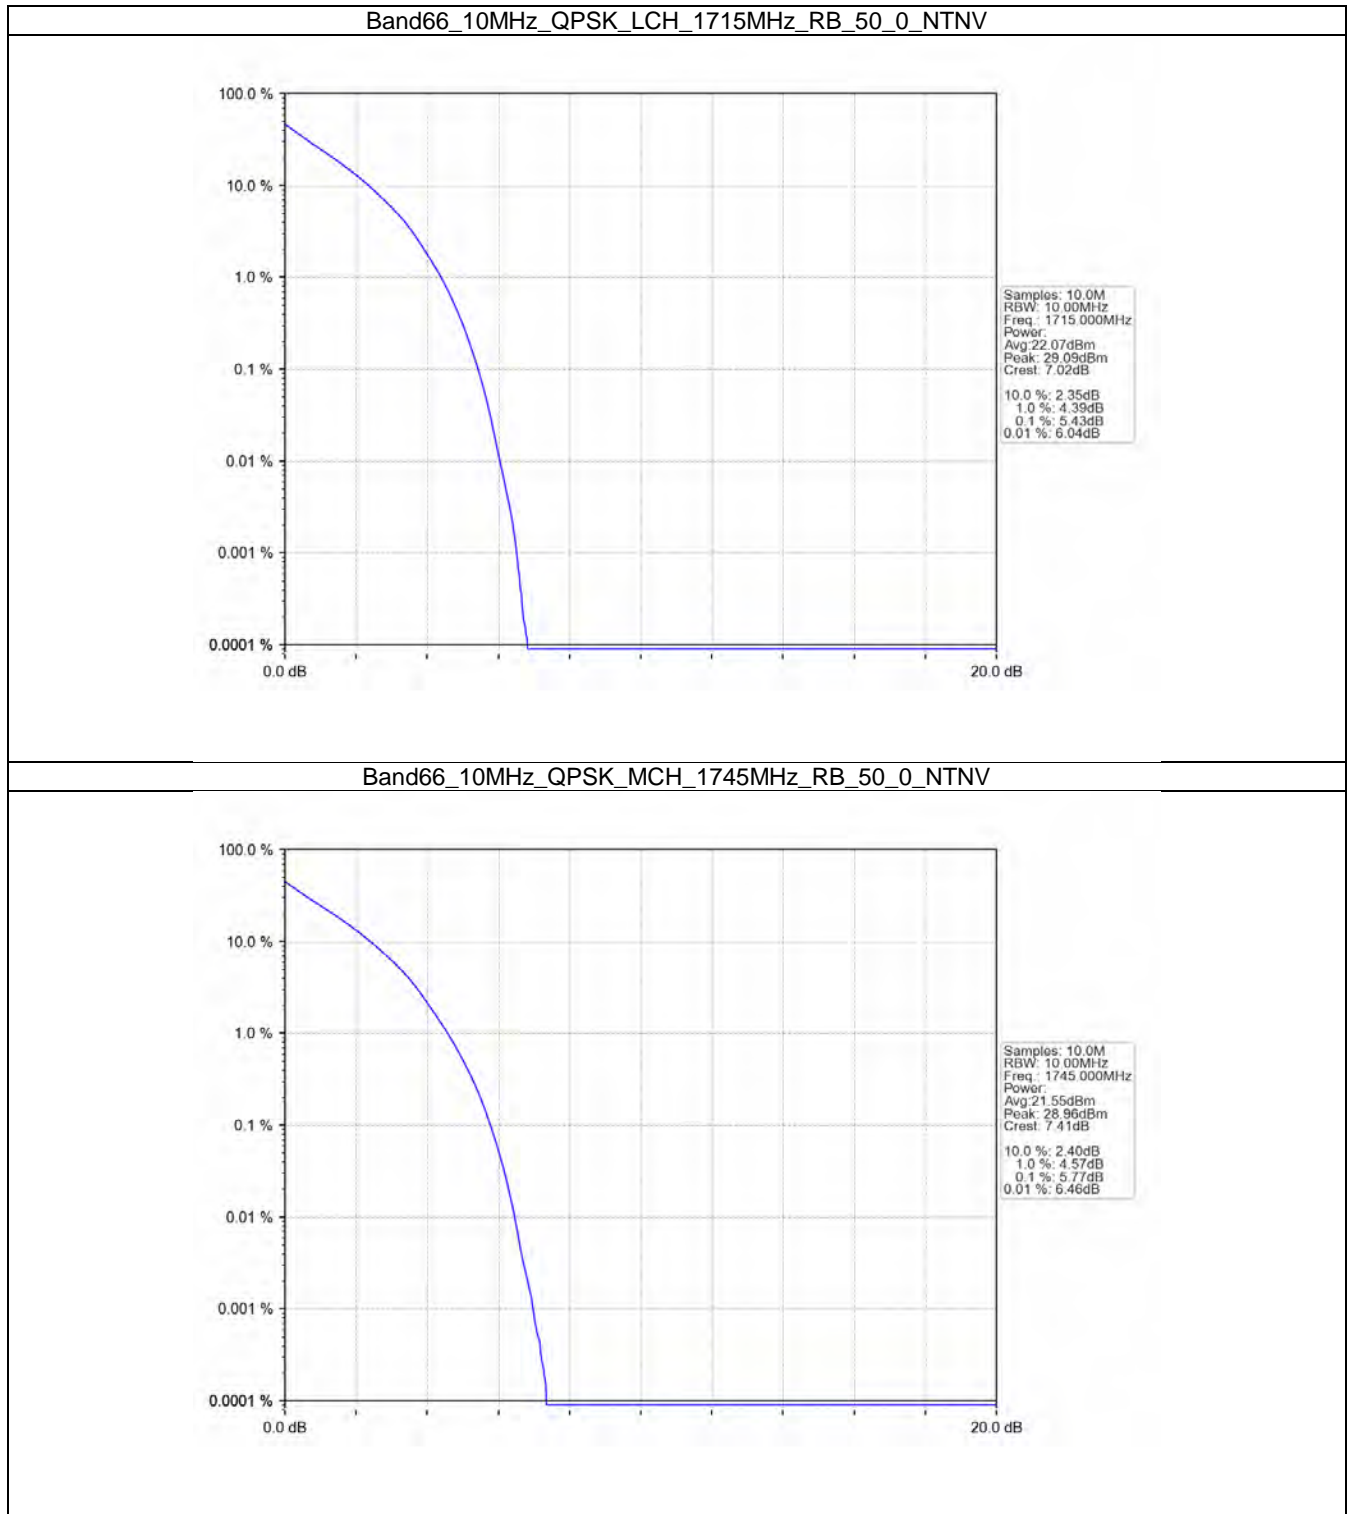 Band66_10MHz_QPSK_LCH_1715MHz_RB_50_0_NTNV
100.0 %
10.0 %
1.0 %
0.1 %
0.01 %
0.001 %
0.0001 %
0.0 dB
20.0 dB
Samples: 10.0M
RBW: 10.00MHz
Freq.: 1715.000MHz
Power:
Avg:22.07dBm
Peak: 29.09dBm
Crest: 7.02dB
10.0 %: 2.35dB
1.0 %: 4.39dB
0.1 %: 5.43dB
0.01 %: 6.04dB
Band66_10MHz_QPSK_MCH_1745MHz_RB_50_0_NTNV
100.0 %
10.0 %
1.0 %
0.1 %
0.01 %
0.001 %
0.0001 %
0.0 dB
20.0 dB
Samples: 10.0M
RBW: 10.00MHz
Freq.: 1745.000MHz
Power:
Avg:21.55dBm
Peak: 28.96dBm
Crest: 7.41dB
10.0 %: 2.40dB
1.0 %: 4.57dB
0.1 %: 5.77dB
0.01 %: 6.46dB